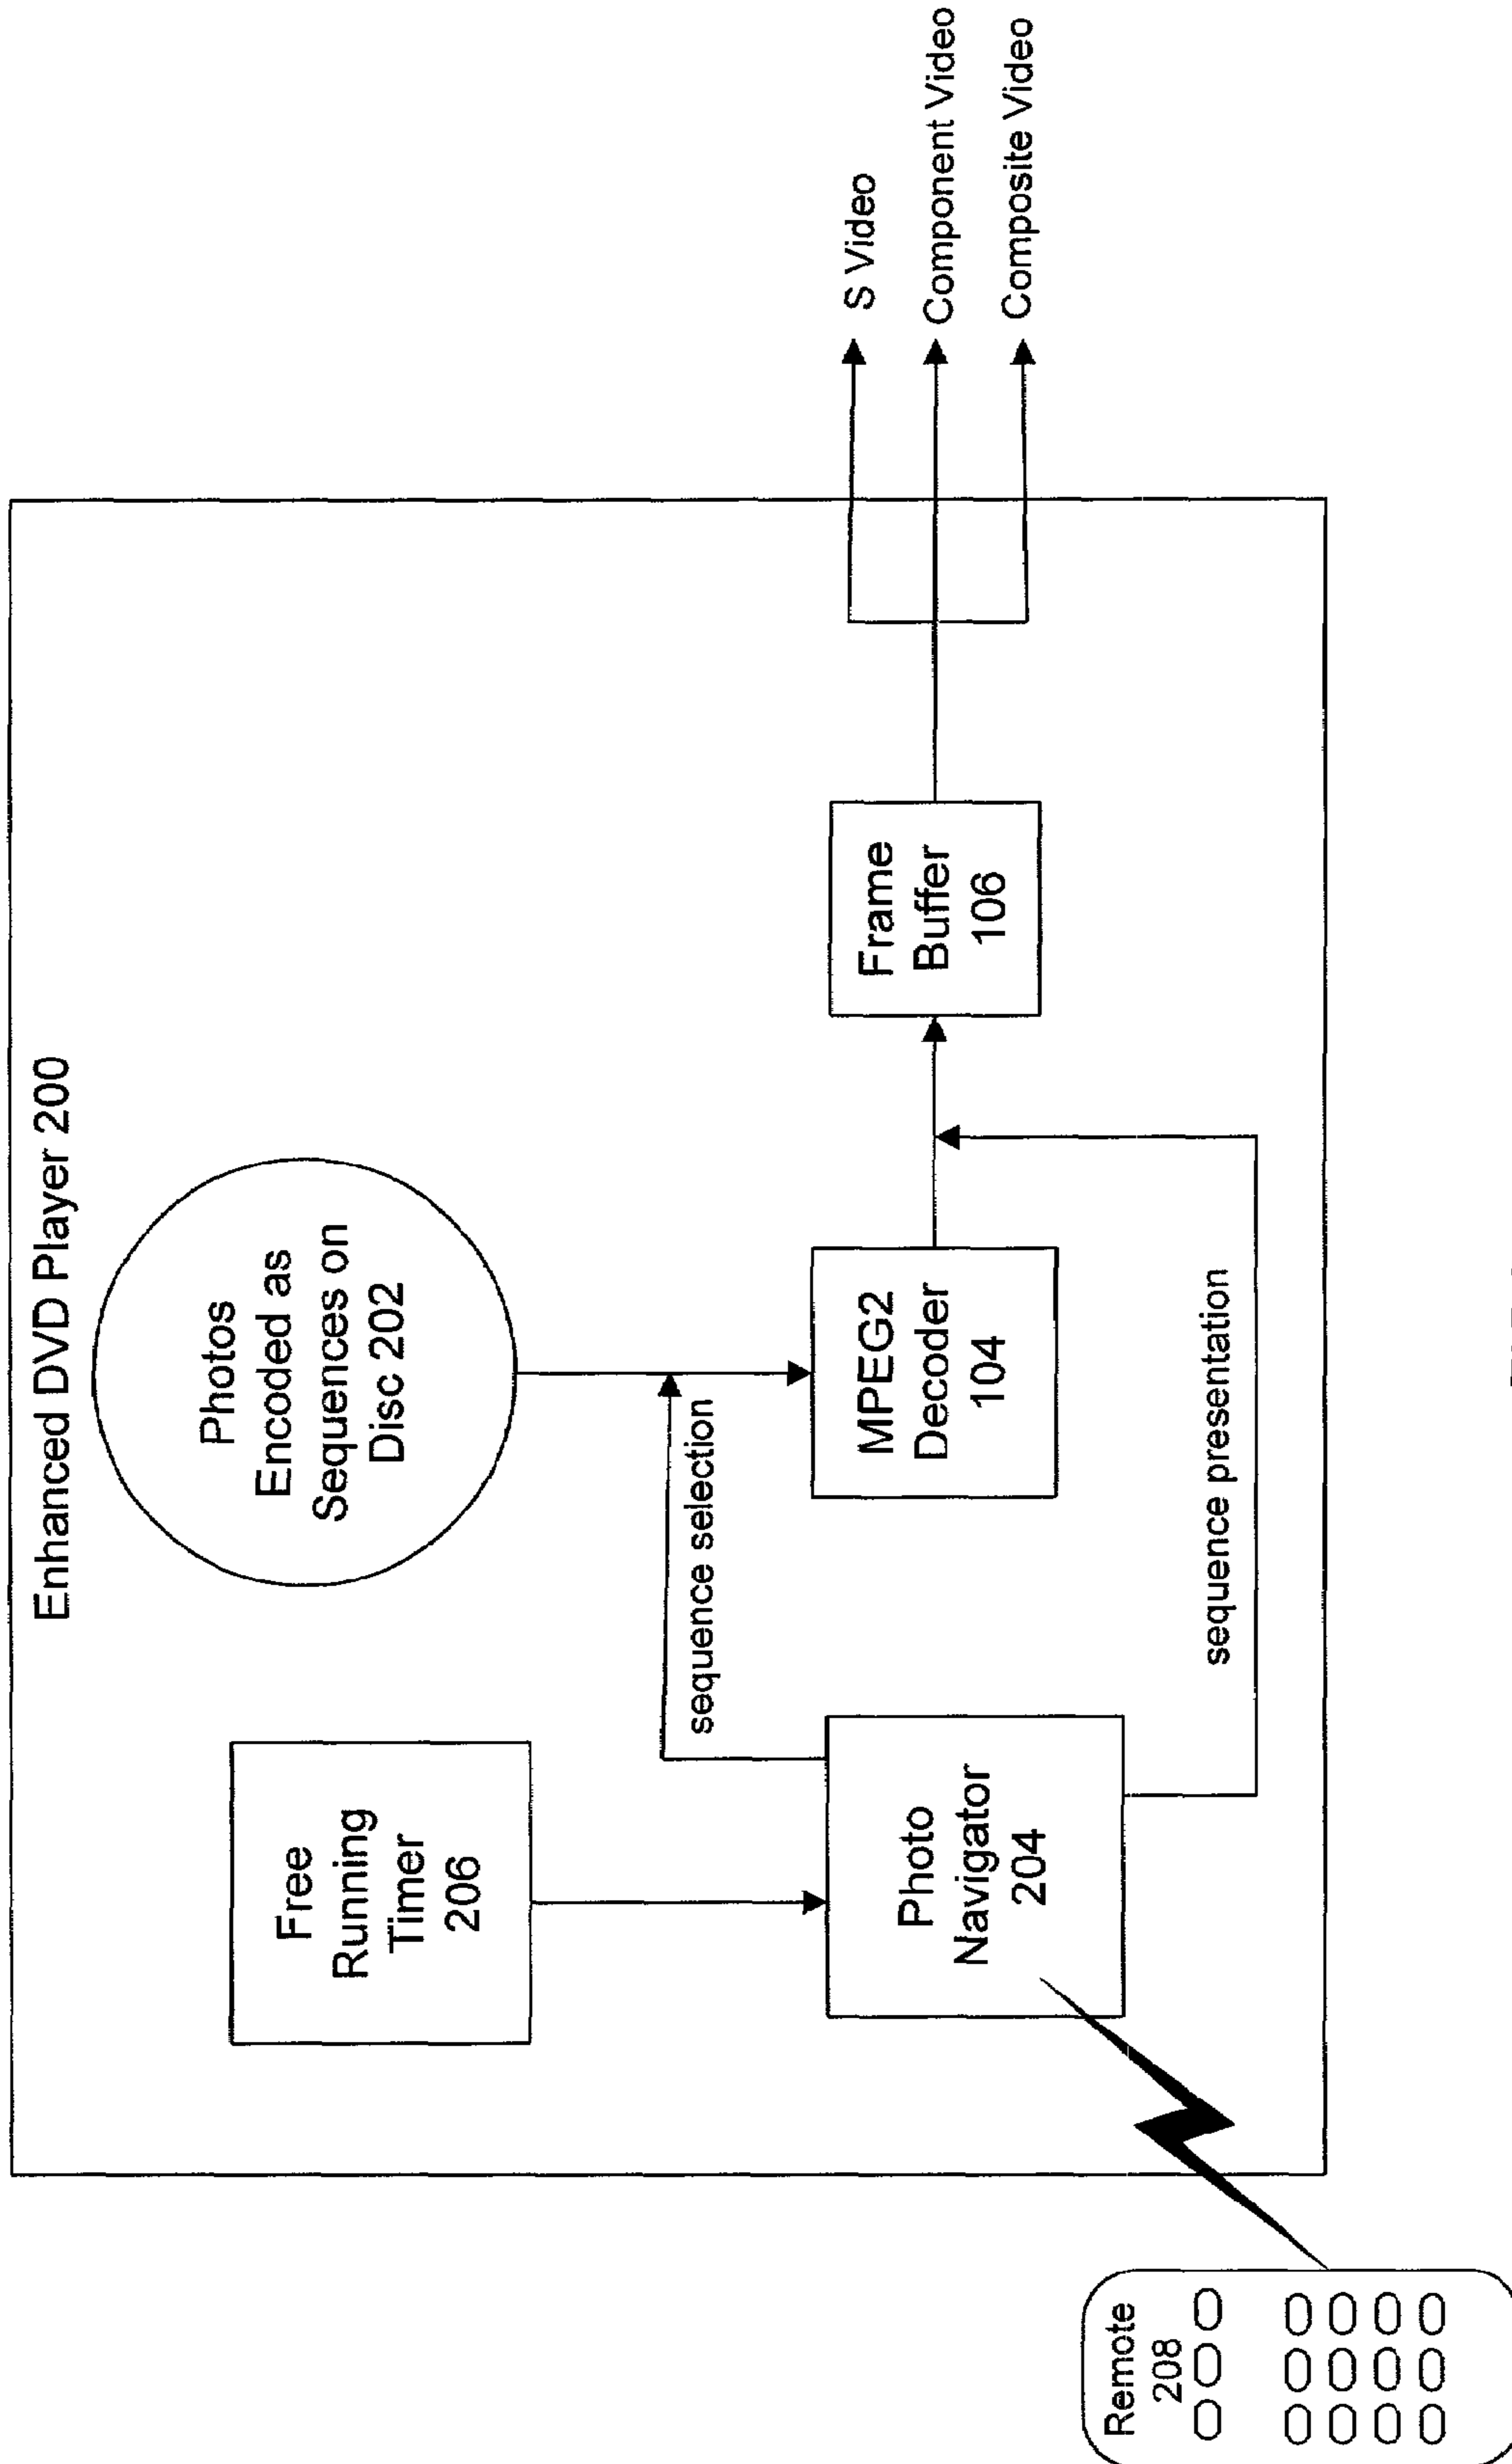 Enhanced DVD Player 200
Free
Running
Timer
206
Photos
Encoded as
Sequences on
Disc 202
sequence selection
Photo
Navigator
204
MPEG2
Decoder
104
Frame
Buffer
106
S Video
Component Video
Composite Video
sequence presentation
Remote
208